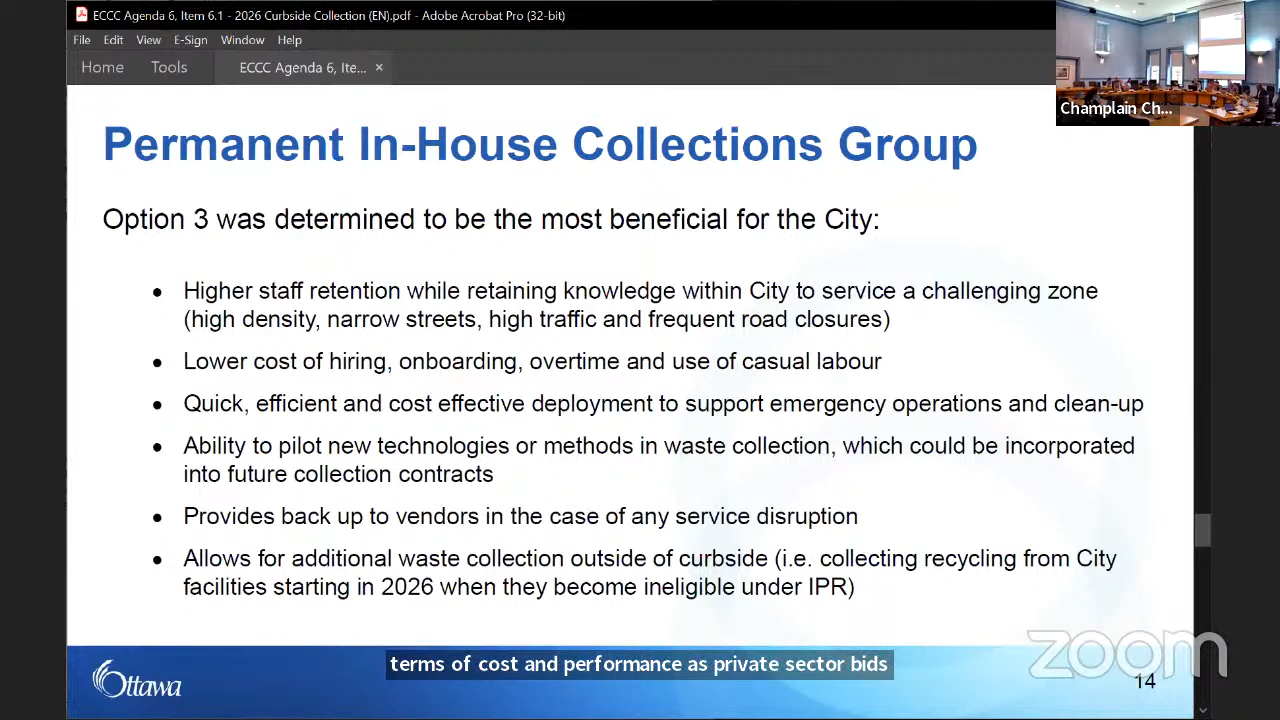 ECCC Agenda 6, Item 6.1 - 2026 Curbside Collection (EN).pdf - Adobe Acrobat Pro (32-bit)
File Edit View E-Sign Window Help
Home Tools ECCC Agenda 6, Ite... ×
Champlain Ch...
Permanent In-House Collections Group
Option 3 was determined to be the most beneficial for the City:
• Higher staff retention while retaining knowledge within City to service a challenging zone
(high density, narrow streets, high traffic and frequent road closures)
• Lower cost of hiring, onboarding, overtime and use of casual labour
• Quick, efficient and cost effective deployment to support emergency operations and clean-up
• Ability to pilot new technologies or methods in waste collection, which could be incorporated
into future collection contracts
• Provides back up to vendors in the case of any service disruption
• Allows for additional waste collection outside of curbside (i.e. collecting recycling from City
facilities starting in 2026 when they become ineligible under IPR)
terms of cost and performance as private sector bids
zoom
Ottawa
14